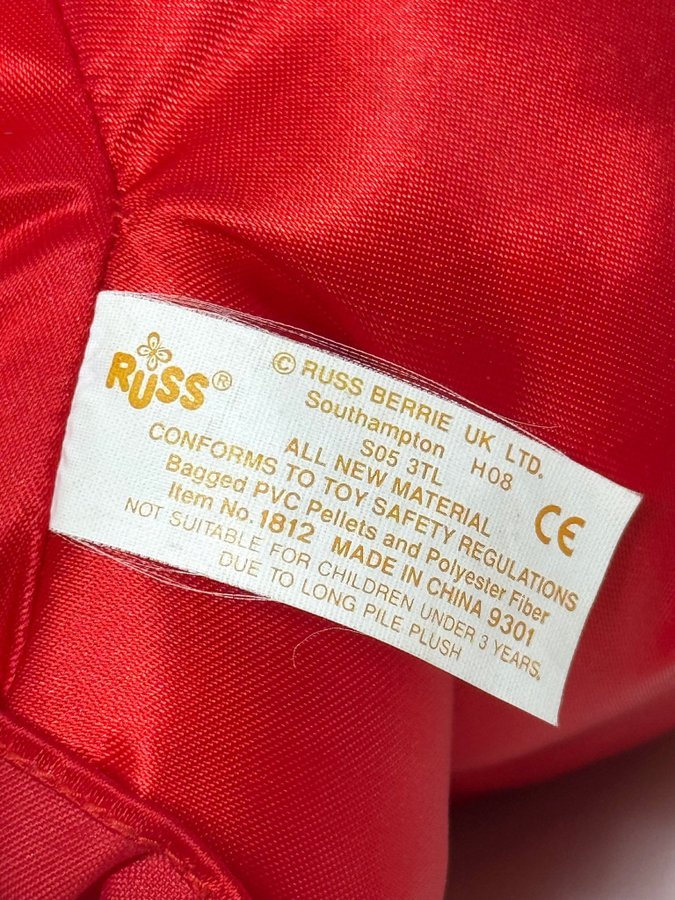 RUSS®
© RUSS BERRIE UK LTD.
Southampton
S05 3TL H08
ALL NEW MATERIAL
CONFORMS TO TOY SAFETY REGULATIONS
Bagged PVC Pellets and Polyester Fiber
Item No. 1812 MADE IN CHINA 9301
NOT SUITABLE FOR CHILDREN UNDER 3 YEARS,
DUE TO LONG PILE PLUSH
CE